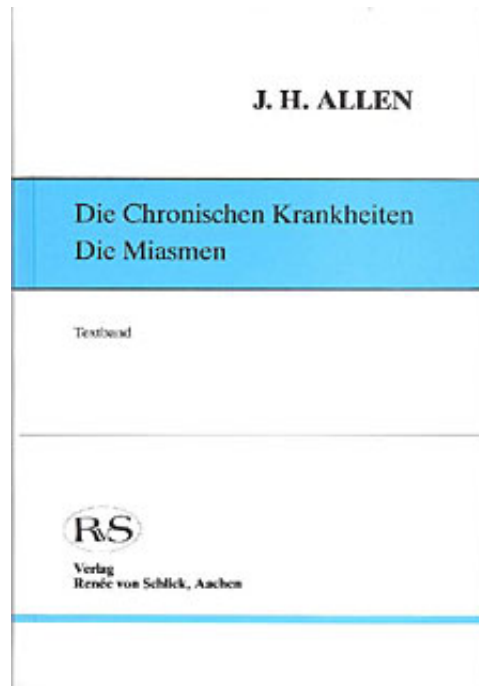 J. H. ALLEN
Die Chronischen Krankheiten
Die Miasmen
Textband
RvS
Verlag
Renée von Schlick, Aachen